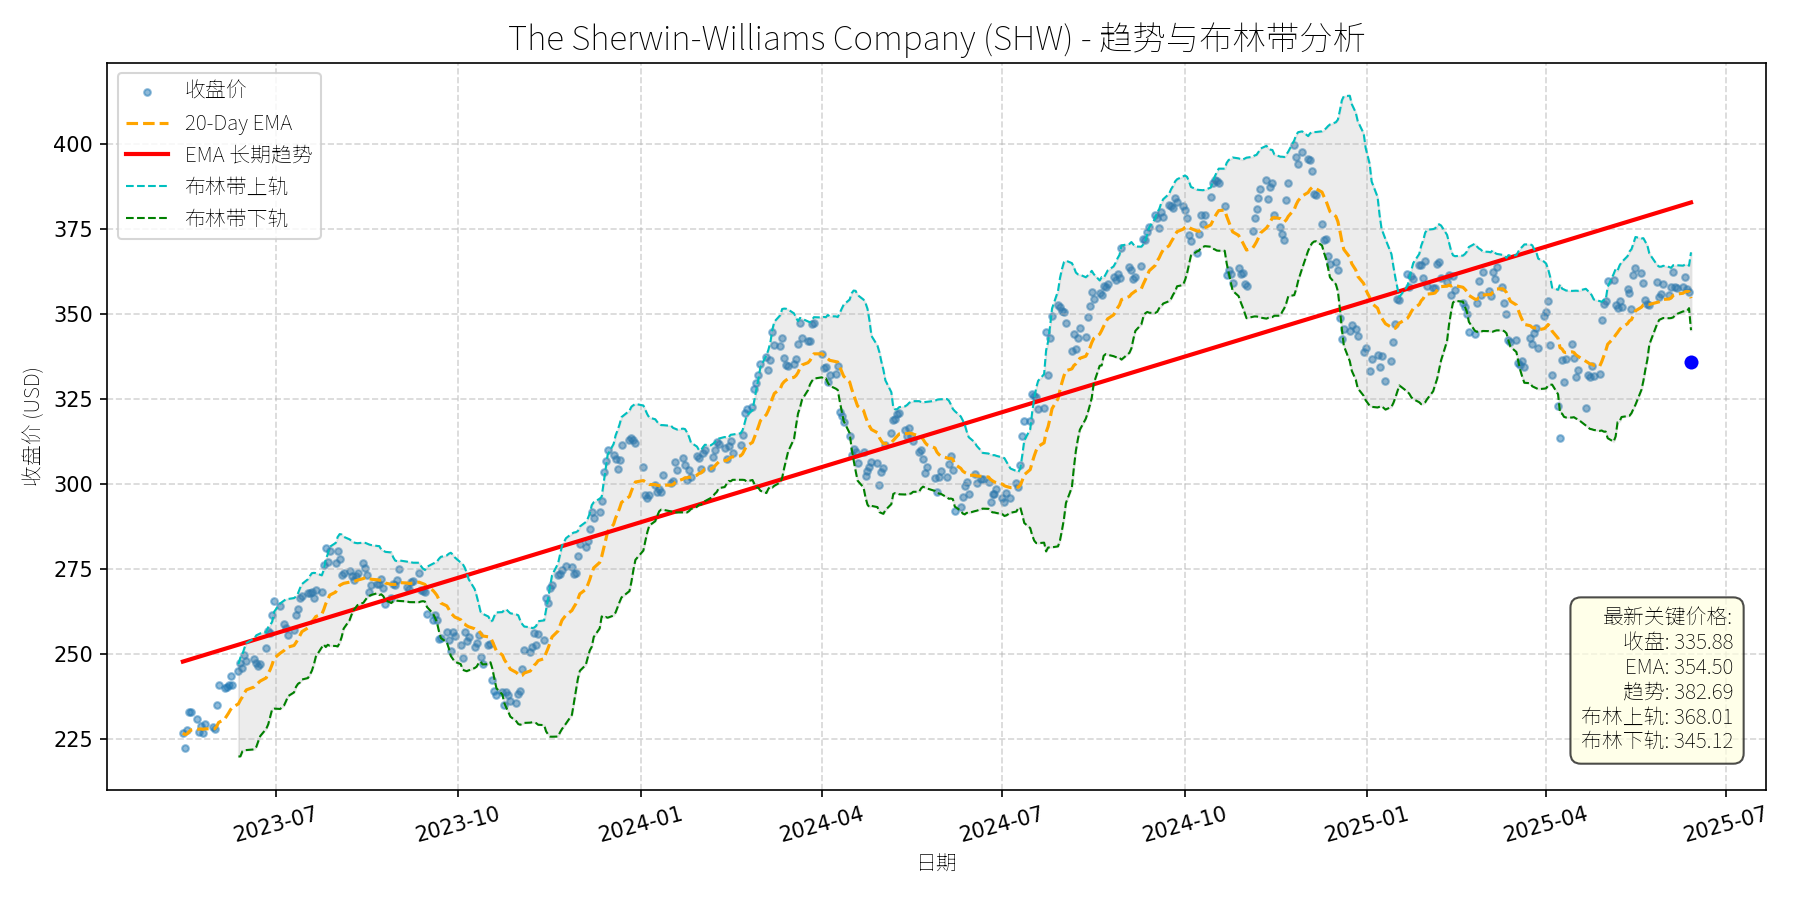 The Sherwin-Williams Company (SHW) - 趋势与布林带分析
收盘价
20-Day EMA
EMA 长期趋势
布林带上轨
布林带下轨
收盘价 (USD)
400
375
350
325
300
275
250
225
最新关键价格:
收盘: 335.88
EMA: 354.50
趋势: 382.69
布林上轨: 368.01
布林下轨: 345.12
2023-07
2023-10
2024-01
2024-04
2024-07
2024-10
2025-01
2025-04
2025-07
日期